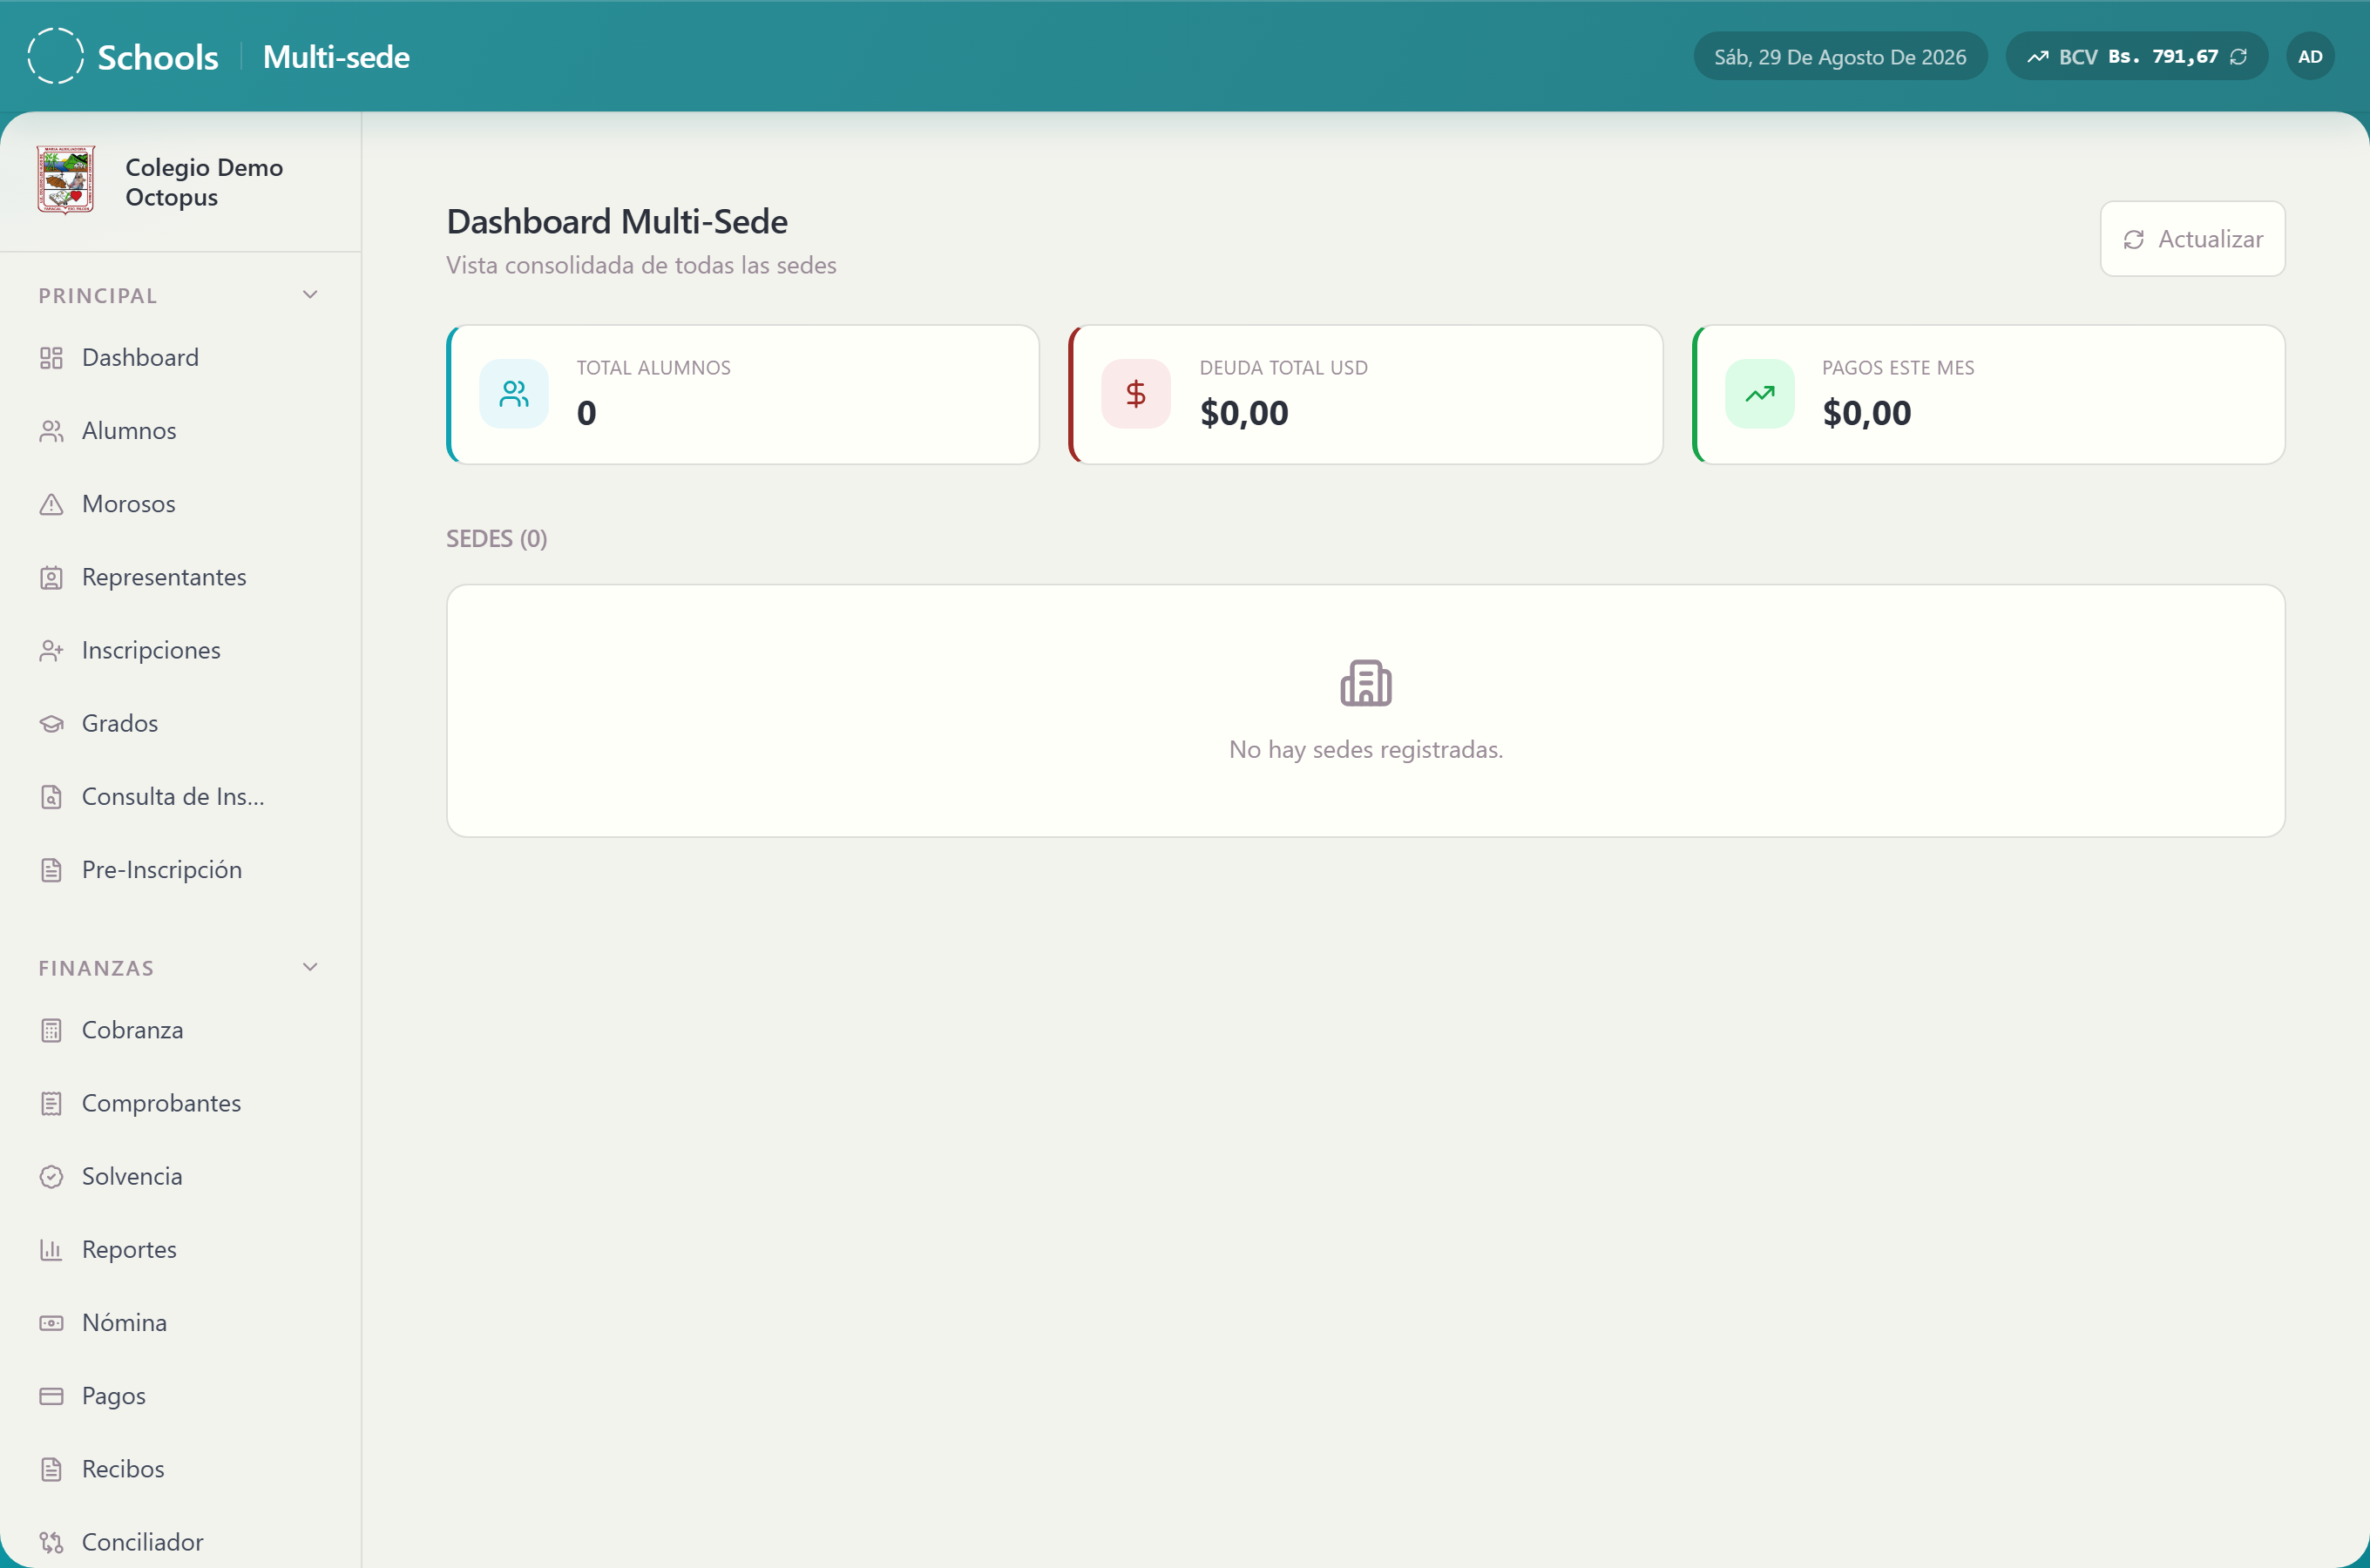 Schools
Multi-sede
Sáb, 29 De Agosto De 2026
BCV Bs. 791,67
AD
Colegio Demo
Octopus
PRINCIPAL
Dashboard
Alumnos
Morosos
Representantes
Inscripciones
Grados
Consulta de Ins...
Pre-Inscripción
FINANZAS
Cobranza
Comprobantes
Solvencia
Reportes
Nómina
Pagos
Recibos
Conciliador
Dashboard Multi-Sede
Vista consolidada de todas las sedes
Actualizar
TOTAL ALUMNOS
0
DEUDA TOTAL USD
$0,00
PAGOS ESTE MES
$0,00
SEDES (0)
No hay sedes registradas.